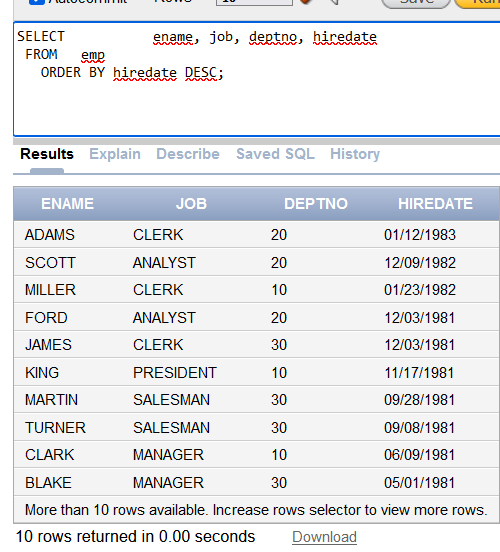 Autocommit Rows 10 Save Run
SELECT ename, job, deptno, hiredate
FROM emp
ORDER BY hiredate DESC;
Results Explain Describe Saved SQL History
ENAME JOB DEPTNO HIREDATE
ADAMS CLERK 20 01/12/1983
SCOTT ANALYST 20 12/09/1982
MILLER CLERK 10 01/23/1982
FORD ANALYST 20 12/03/1981
JAMES CLERK 30 12/03/1981
KING PRESIDENT 10 11/17/1981
MARTIN SALESMAN 30 09/28/1981
TURNER SALESMAN 30 09/08/1981
CLARK MANAGER 10 06/09/1981
BLAKE MANAGER 30 05/01/1981
More than 10 rows available. Increase rows selector to view more rows.
10 rows returned in 0.00 seconds Download